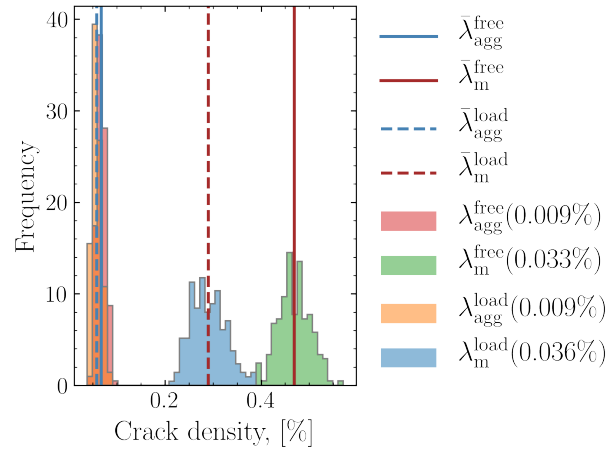 40
30
20
10
0
Frequency
0.2
0.4
Crack density, [%]
λ̄_agg^free
λ̄_m^free
λ̄_agg^load
λ̄_m^load
λ_agg^free(0.009%)
λ_m^free(0.033%)
λ_agg^load(0.009%)
λ_m^load(0.036%)